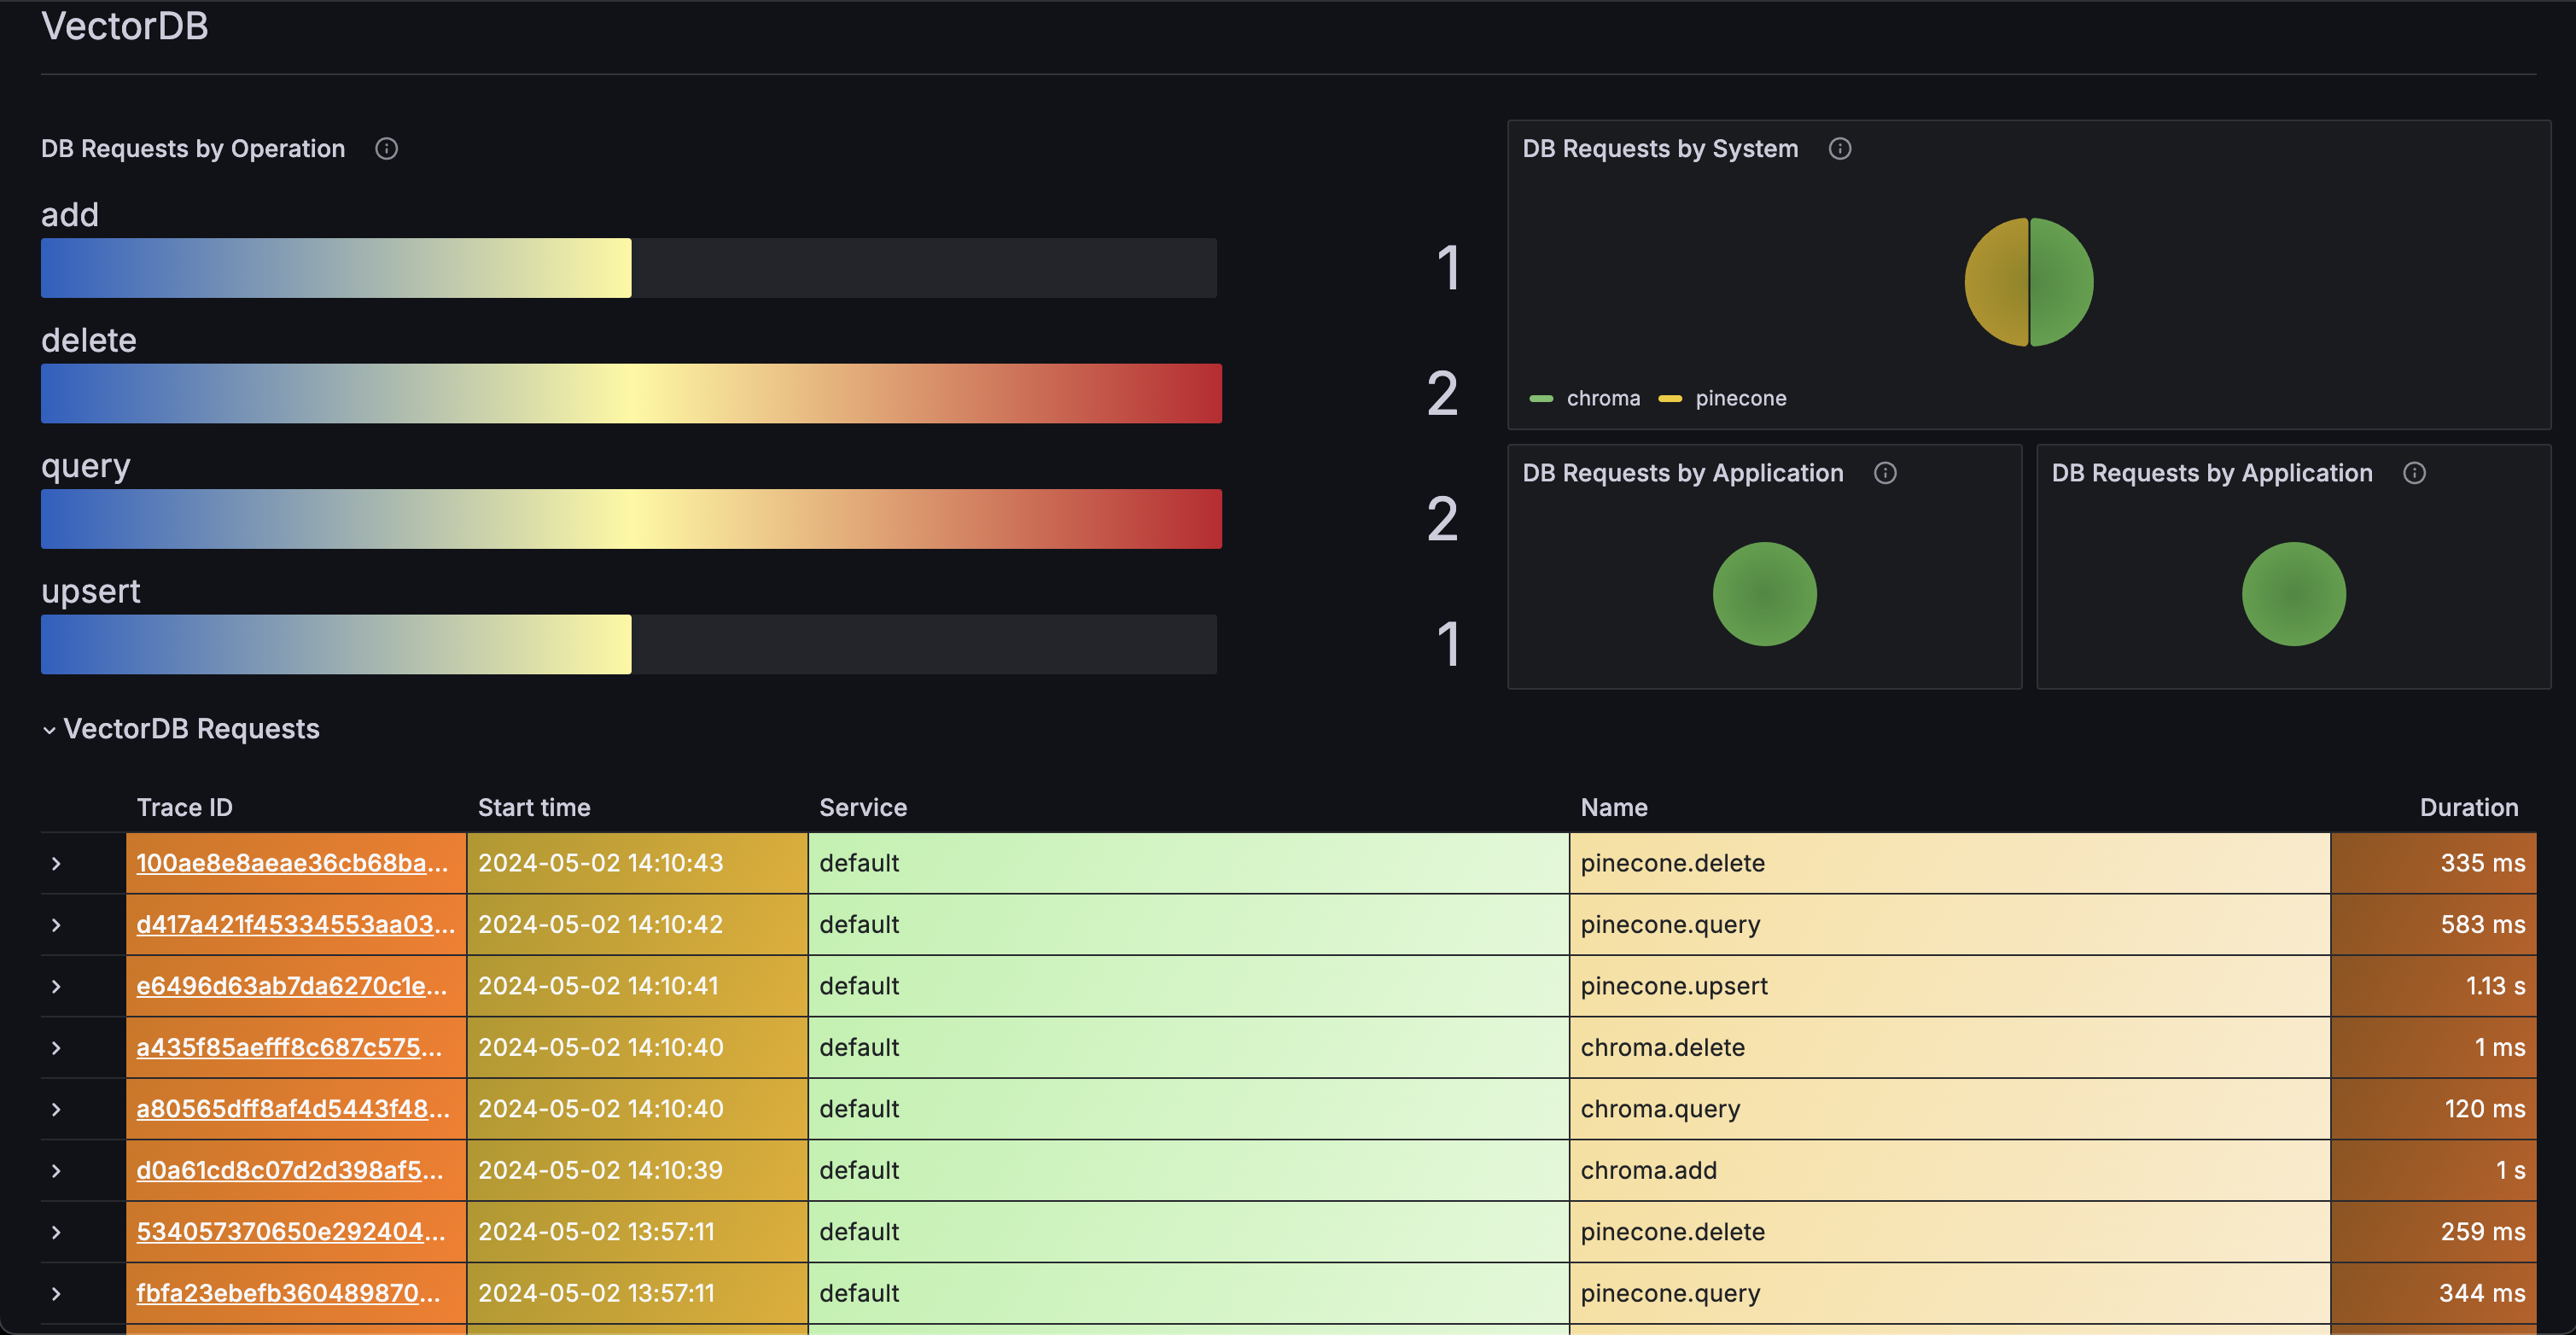 VectorDB
DB Requests by Operation
add
1
delete
2
query
2
upsert
1
DB Requests by System
chroma pinecone
DB Requests by Application
DB Requests by Application
VectorDB Requests
Trace ID Start time Service Name Duration
100ae8e8aeae36cb68ba... 2024-05-02 14:10:43 default pinecone.delete 335 ms
d417a421f45334553aa03... 2024-05-02 14:10:42 default pinecone.query 583 ms
e6496d63ab7da6270c1e... 2024-05-02 14:10:41 default pinecone.upsert 1.13 s
a435f85aefff8c687c575... 2024-05-02 14:10:40 default chroma.delete 1 ms
a80565dff8af4d5443f48... 2024-05-02 14:10:40 default chroma.query 120 ms
d0a61cd8c07d2d398af5... 2024-05-02 14:10:39 default chroma.add 1 s
534057370650e292404... 2024-05-02 13:57:11 default pinecone.delete 259 ms
fbfa23ebefb360489870... 2024-05-02 13:57:11 default pinecone.query 344 ms